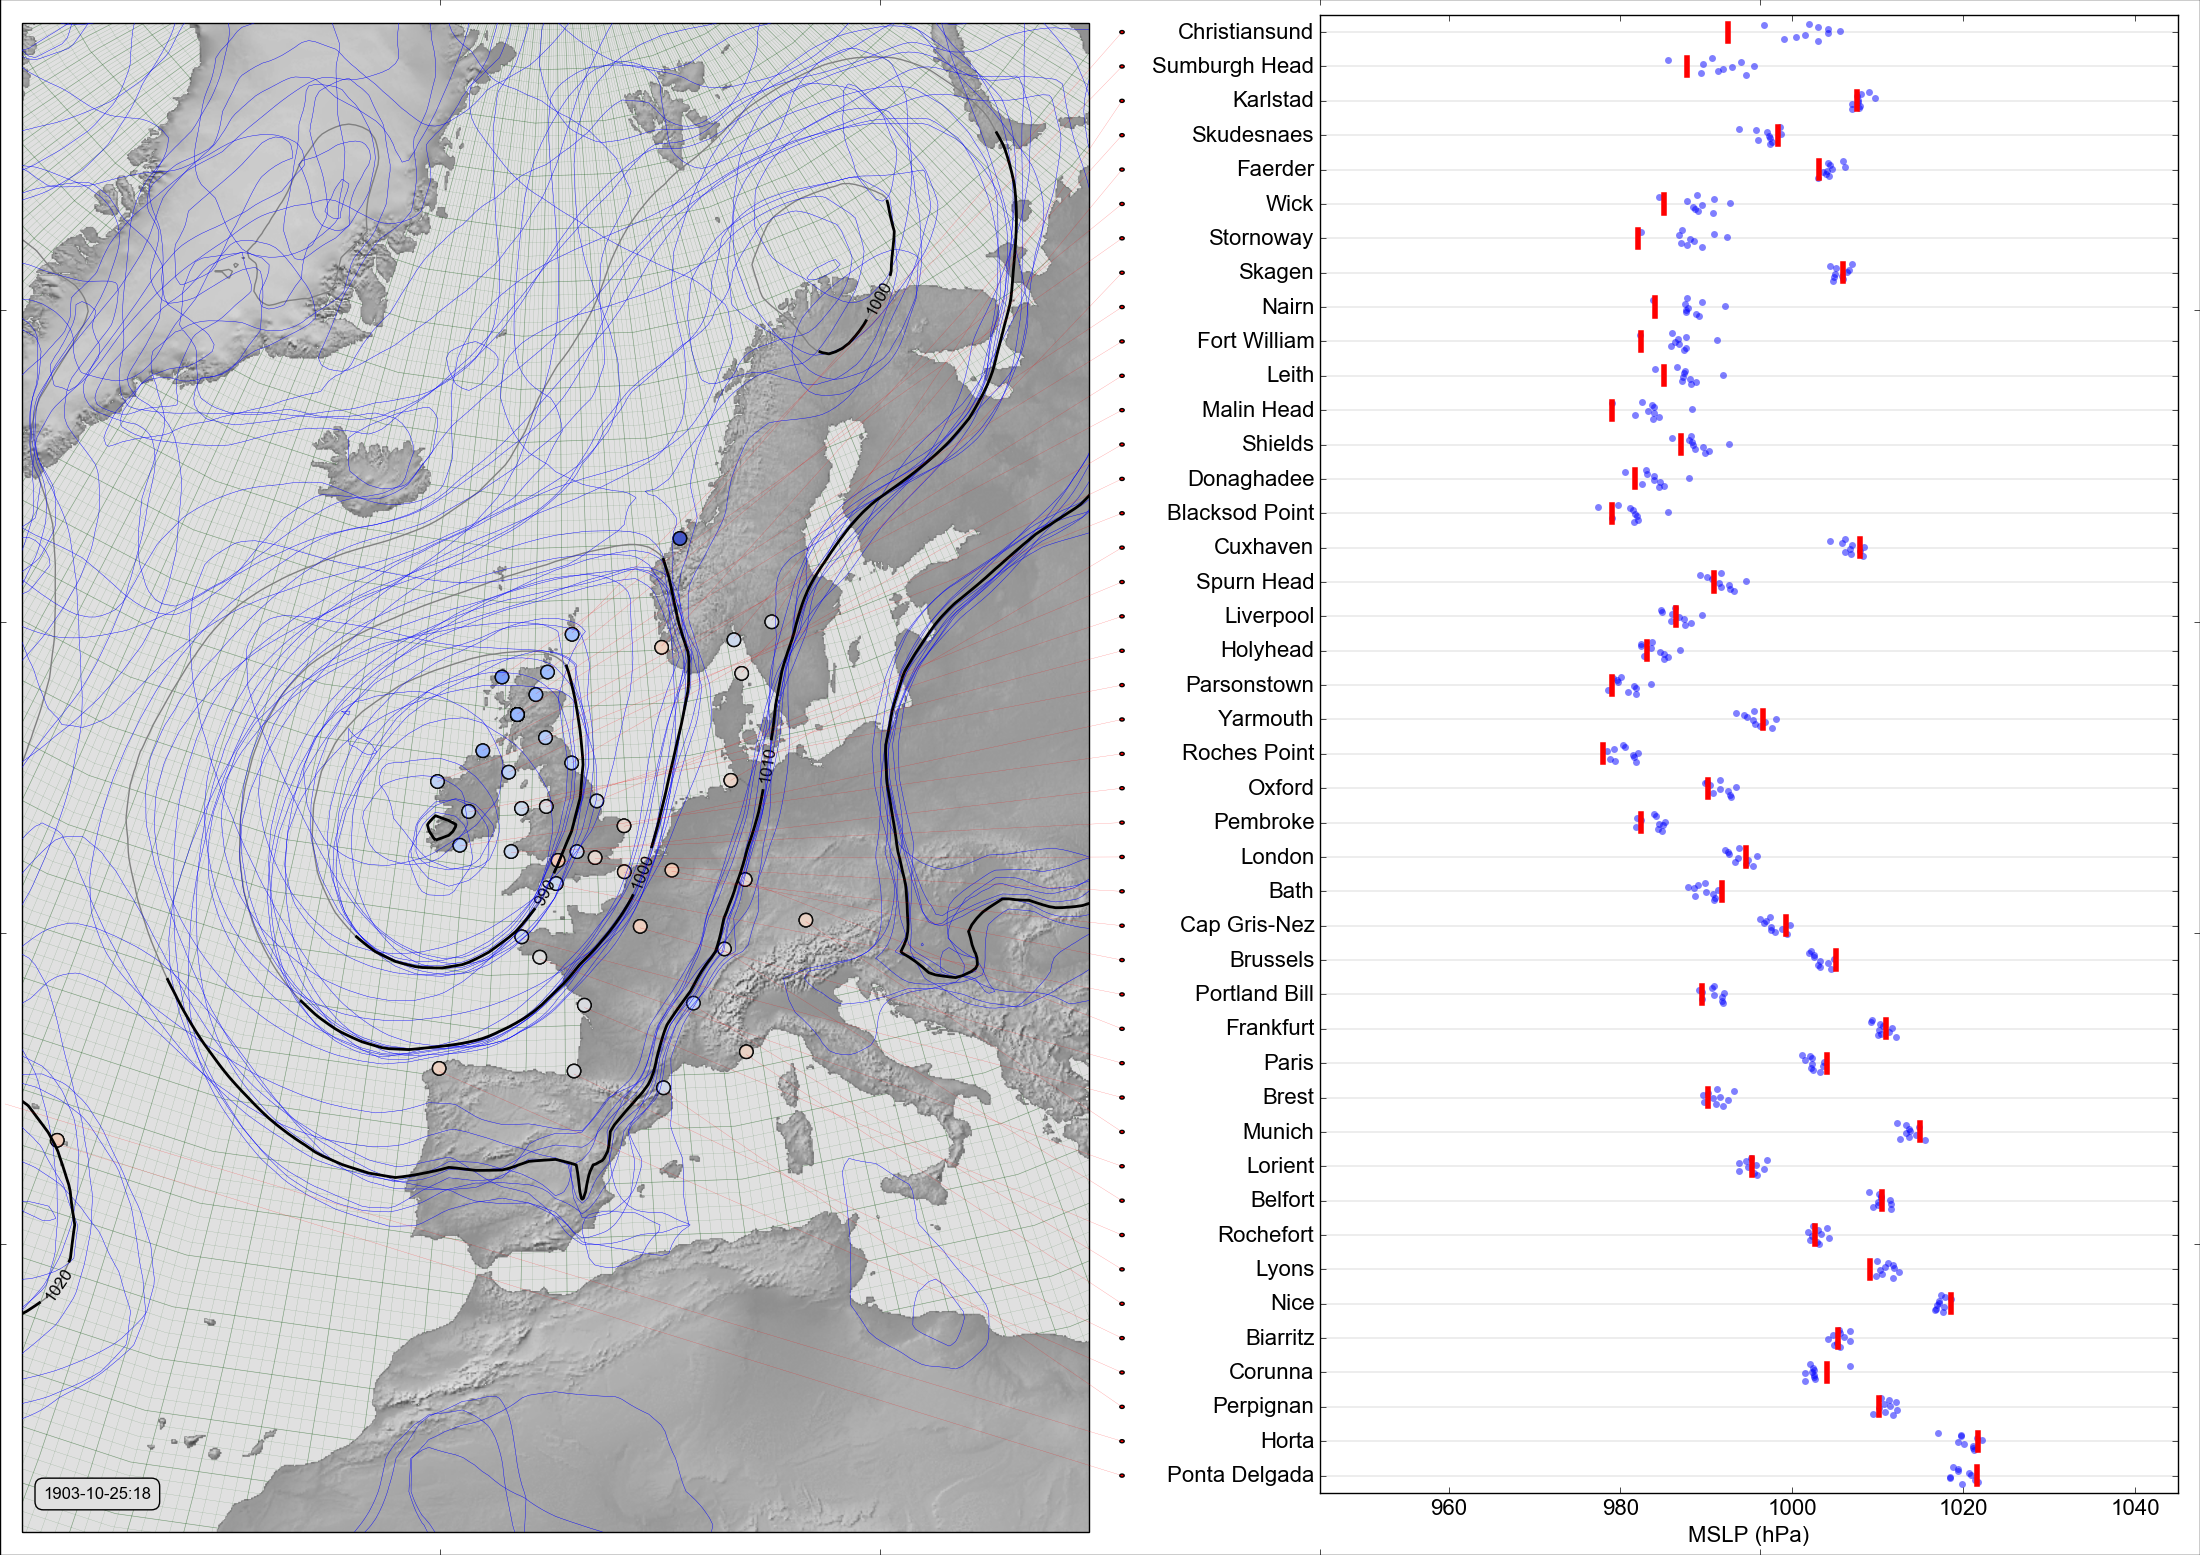 1000
1010
1000
990
1020
1903-10-25:18
Christiansund
Sumburgh Head
Karlstad
Skudesnaes
Faerder
Wick
Stornoway
Skagen
Nairn
Fort William
Leith
Malin Head
Shields
Donaghadee
Blacksod Point
Cuxhaven
Spurn Head
Liverpool
Holyhead
Parsonstown
Yarmouth
Roches Point
Oxford
Pembroke
London
Bath
Cap Gris-Nez
Brussels
Portland Bill
Frankfurt
Paris
Brest
Munich
Lorient
Belfort
Rochefort
Lyons
Nice
Biarritz
Corunna
Perpignan
Horta
Ponta Delgada
960 980 1000 1020 1040
MSLP (hPa)